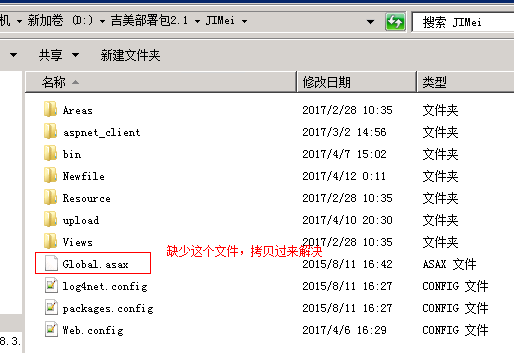 机 ▸ 新加卷 (D:) ▸ 吉美部署包2.1 ▸ JIMei ▸ 搜索 JIMei
共享 新建文件夹
名称 修改日期 类型
Areas 2017/2/28 10:35 文件夹
aspnet_client 2017/3/2 14:56 文件夹
bin 2017/4/7 15:02 文件夹
Newfile 2017/4/12 0:11 文件夹
Resource 2017/2/28 10:35 文件夹
upload 2017/4/10 20:30 文件夹
Views 2017/2/28 10:35 文件夹
缺少这个文件，拷贝过来解决
Global.asax 2015/8/11 16:42 ASAX 文件
log4net.config 2015/8/11 16:27 CONFIG 文件
packages.config 2015/8/11 16:27 CONFIG 文件
Web.config 2017/4/6 16:29 CONFIG 文件
8.3.